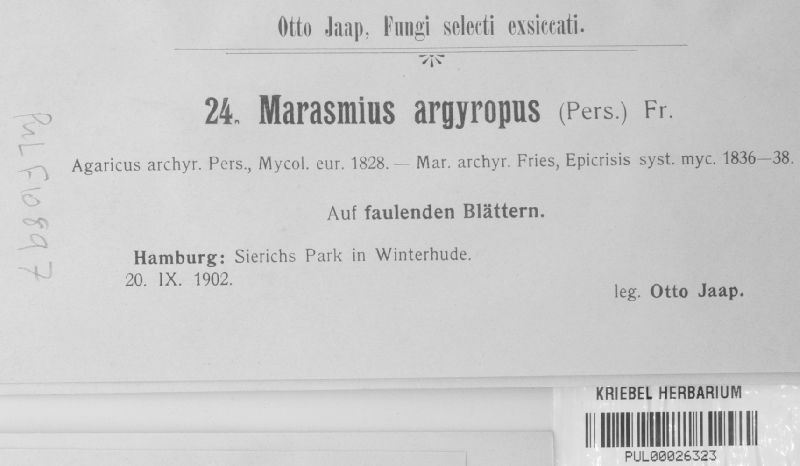 Otto Jaap, Fungi selecti exsiccati.
24. Marasmius argyropus (Pers.) Fr.
Agaricus archyr. Pers., Mycol. eur. 1828. — Mar. archyr. Fries, Epicrisis syst. myc. 1836—38.
Auf faulenden Blättern.
Hamburg: Sierichs Park in Winterhude.
20. IX. 1902.
leg. Otto Jaap.
PUL F10897
KRIEBEL HERBARIUM
PUL00026323